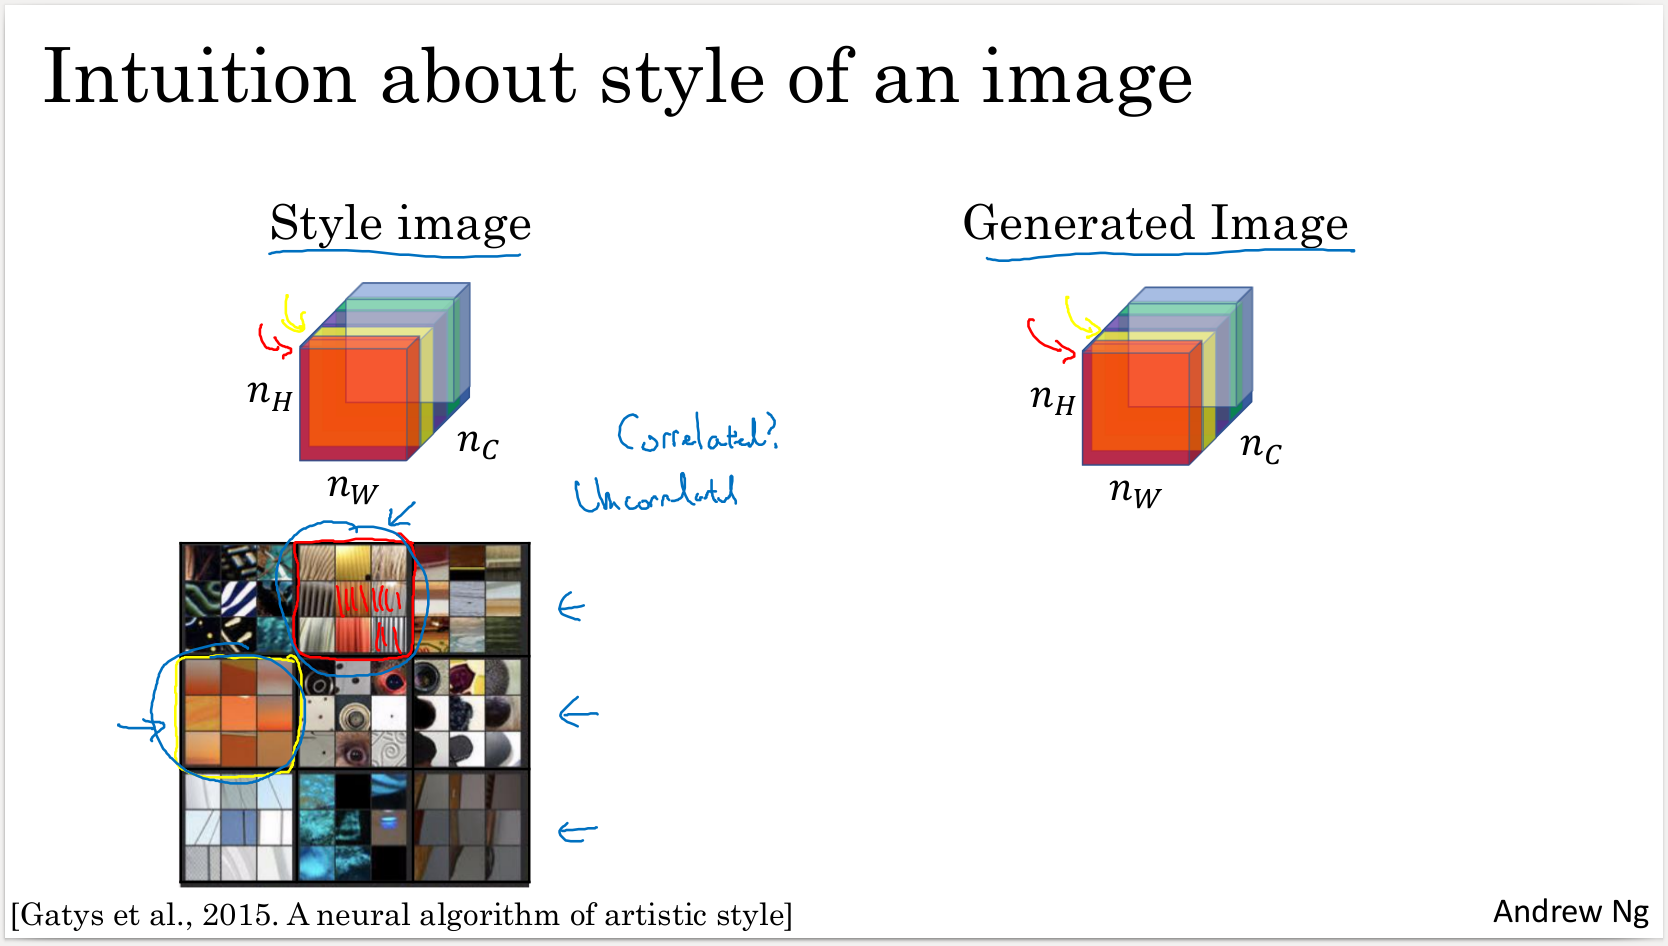 Intuition about style of an image
Style image
Generated Image
n_H
n_C
n_W
n_H
n_C
n_W
Correlated?
Uncorrelated
[Gatys et al., 2015. A neural algorithm of artistic style]
Andrew Ng